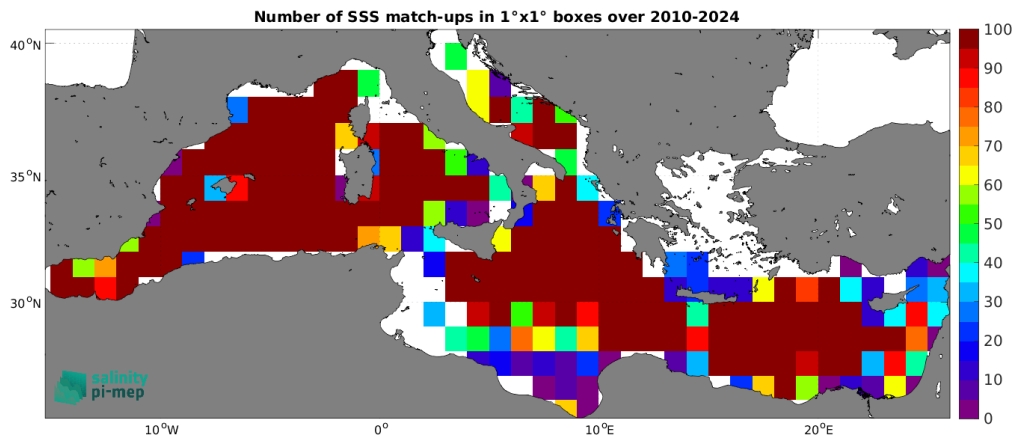 Number of SSS match-ups in 1°x1° boxes over 2010-2024
40°N
35°N
30°N
10°W
0°
10°E
20°E
100
90
80
70
60
50
40
30
20
10
0
salinity
pi-mep